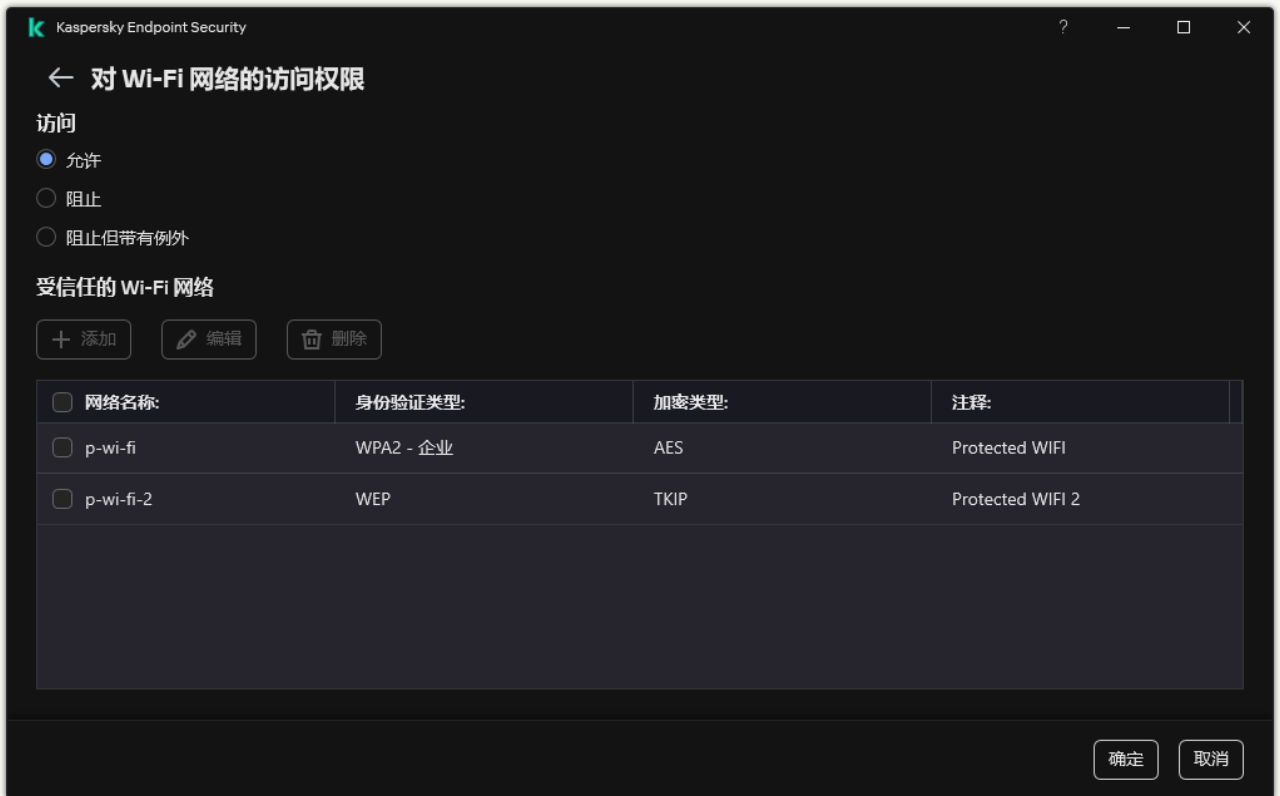 Kaspersky Endpoint Security
对 Wi-Fi 网络的访问权限
访问
允许
阻止
阻止但带有例外
受信任的 Wi-Fi 网络
添加 编辑 删除
网络名称: 身份验证类型: 加密类型: 注释:
p-wi-fi WPA2 - 企业 AES Protected WIFI
p-wi-fi-2 WEP TKIP Protected WIFI 2
确定 取消